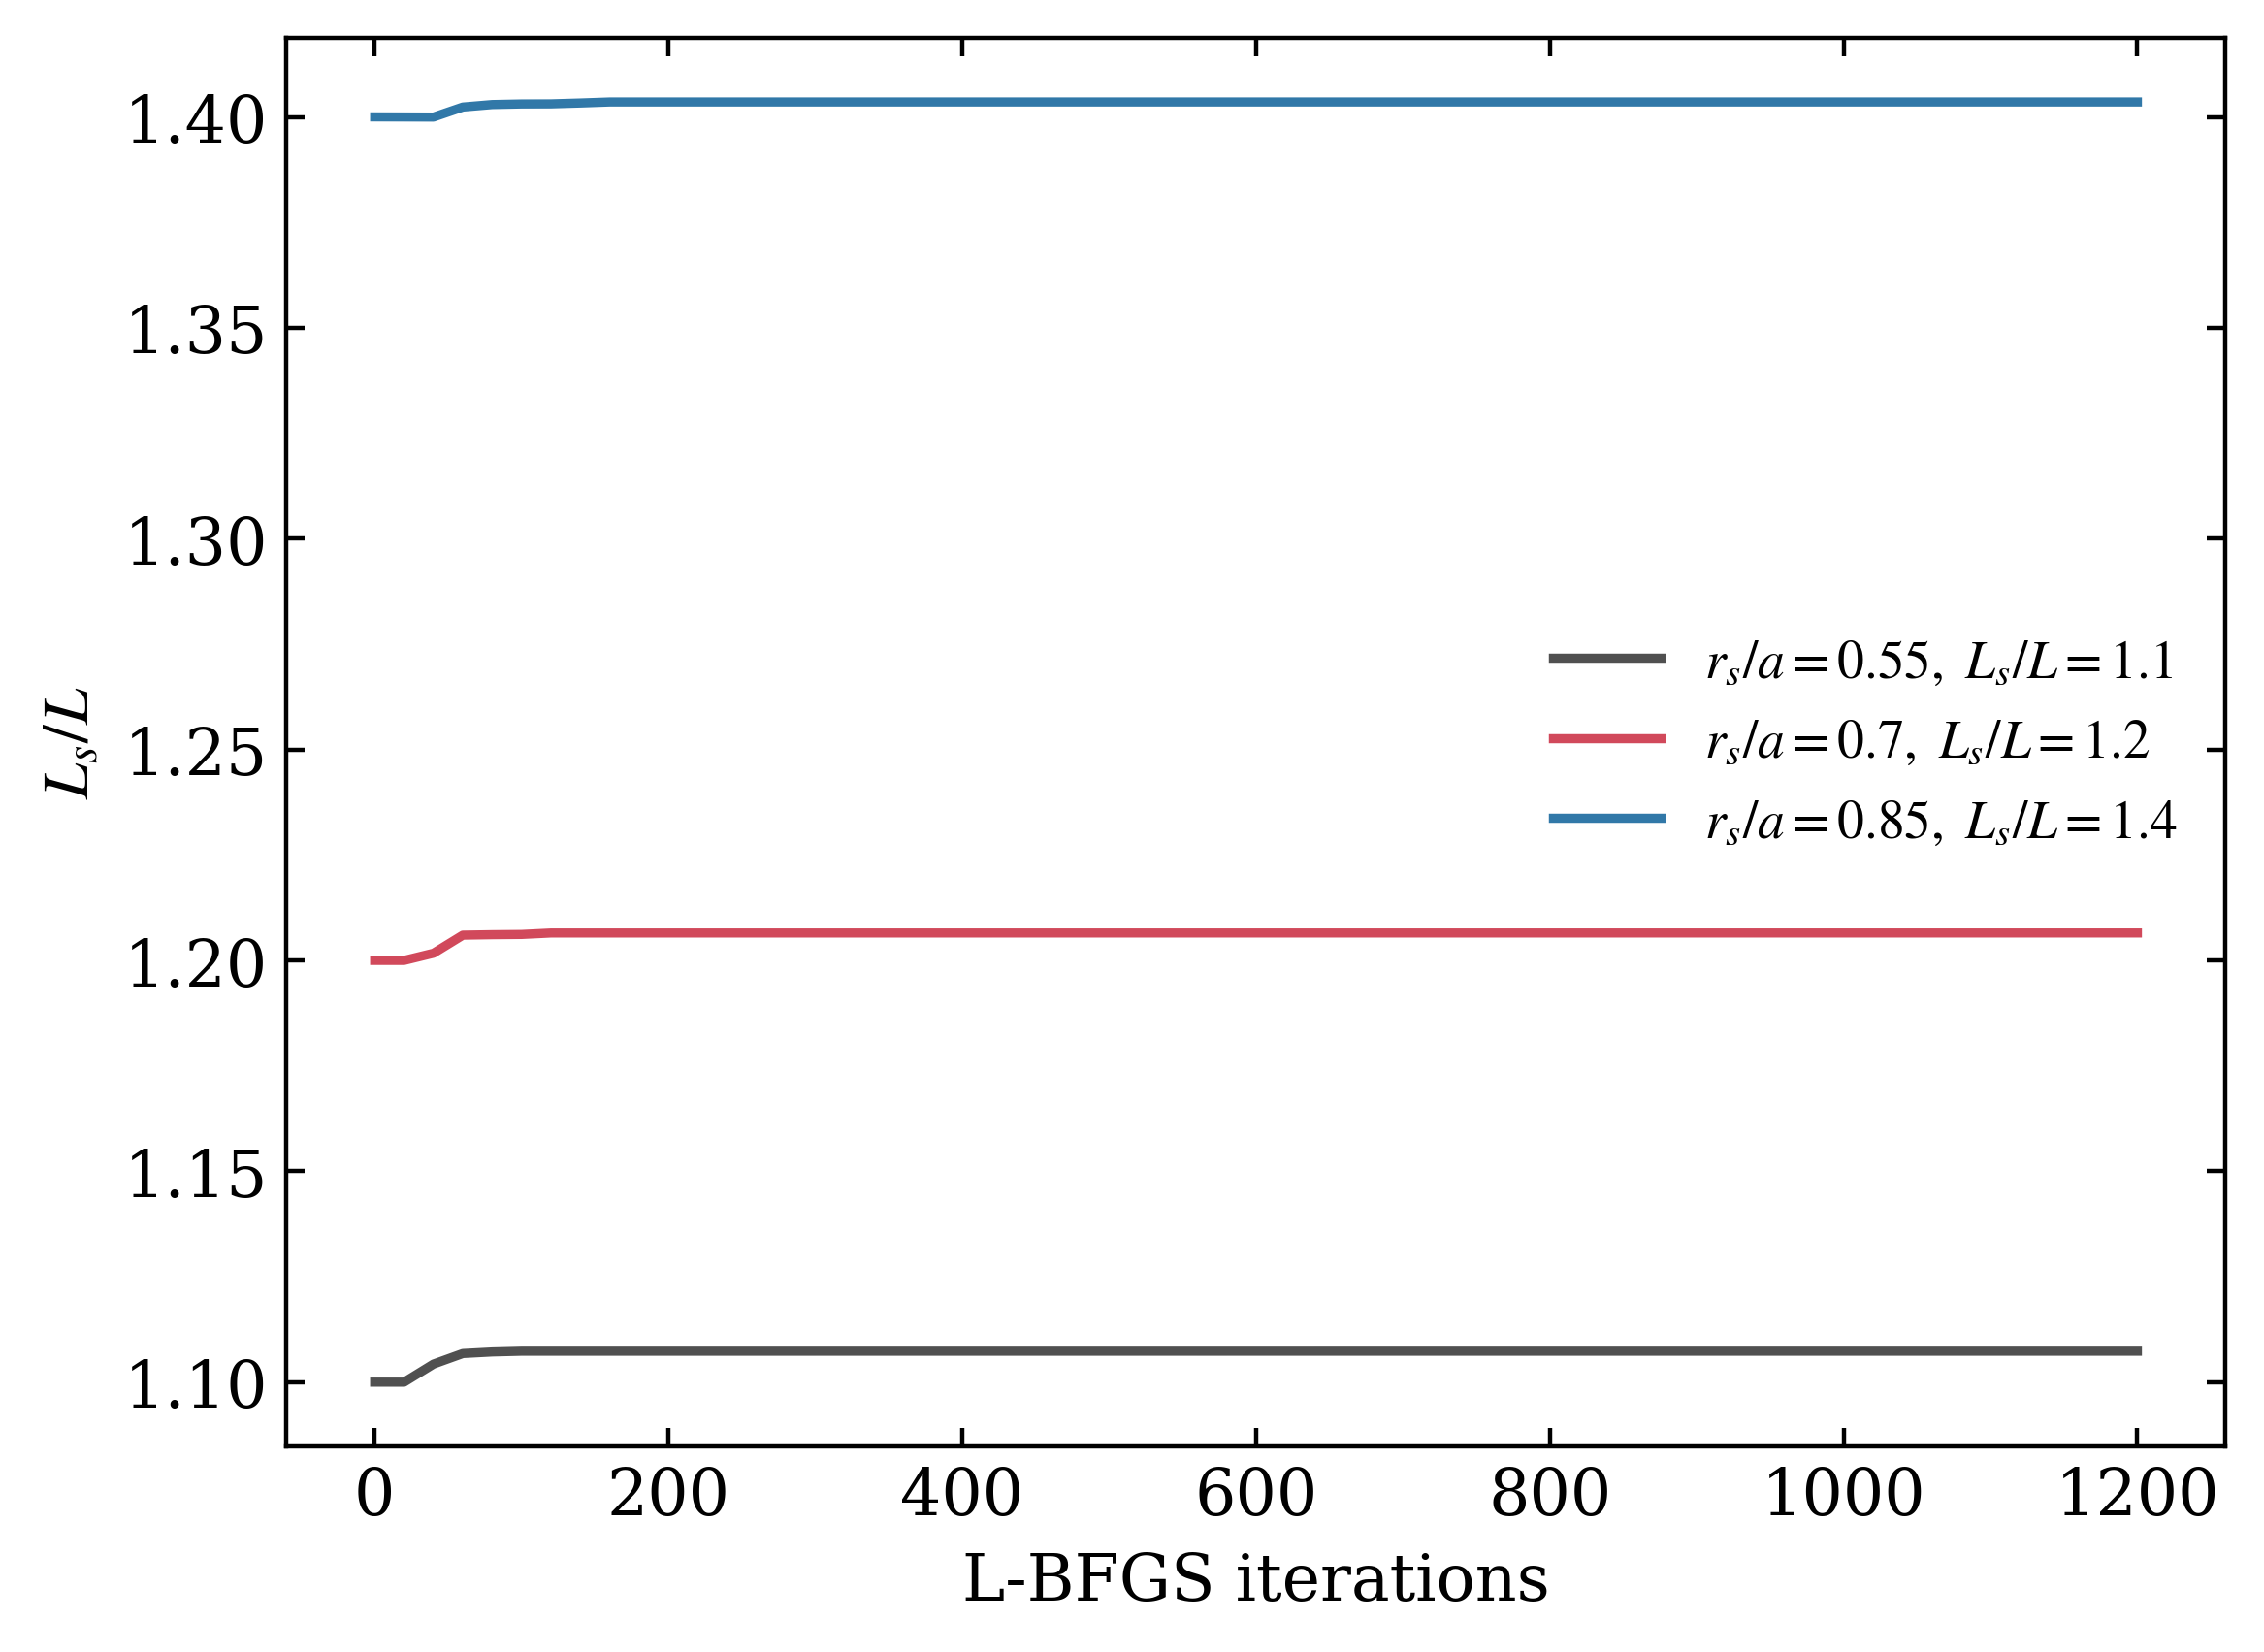 1.40
1.35
1.30
1.25
1.20
1.15
1.10
L_s/L
r_s/a = 0.55, L_s/L = 1.1
r_s/a = 0.7, L_s/L = 1.2
r_s/a = 0.85, L_s/L = 1.4
0 200 400 600 800 1000 1200
L-BFGS iterations